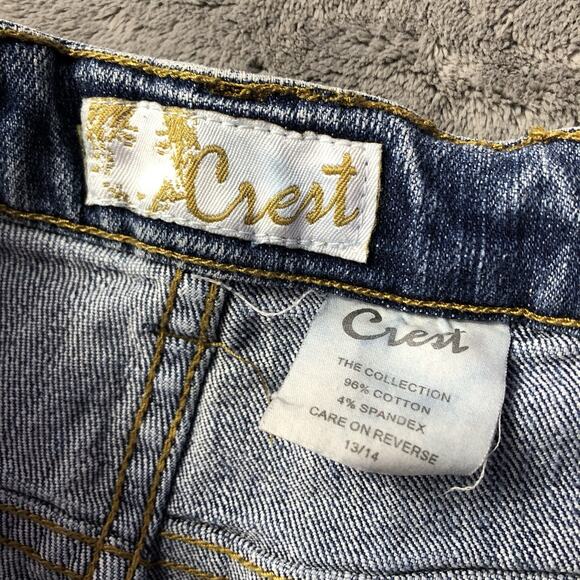 Crest
Crest
THE COLLECTION
96% COTTON
4% SPANDEX
CARE ON REVERSE
13/14